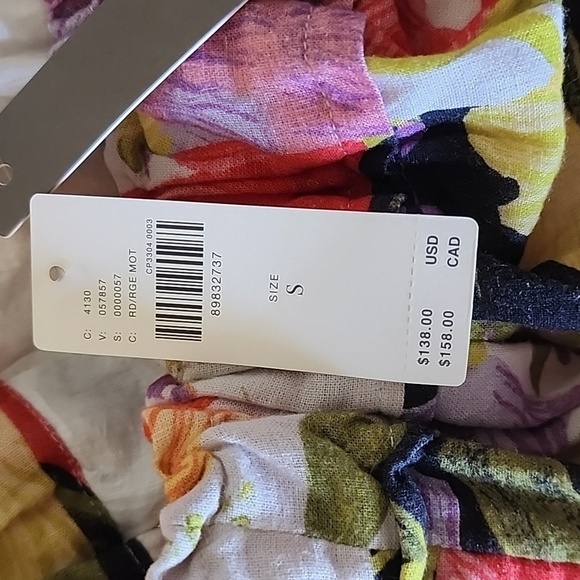 C: 4130
V: 057857
S: 0000057
C: RD/RGE MOT
CP3304 0003
89832737
SIZE
S
$138.00 USD
$158.00 CAD